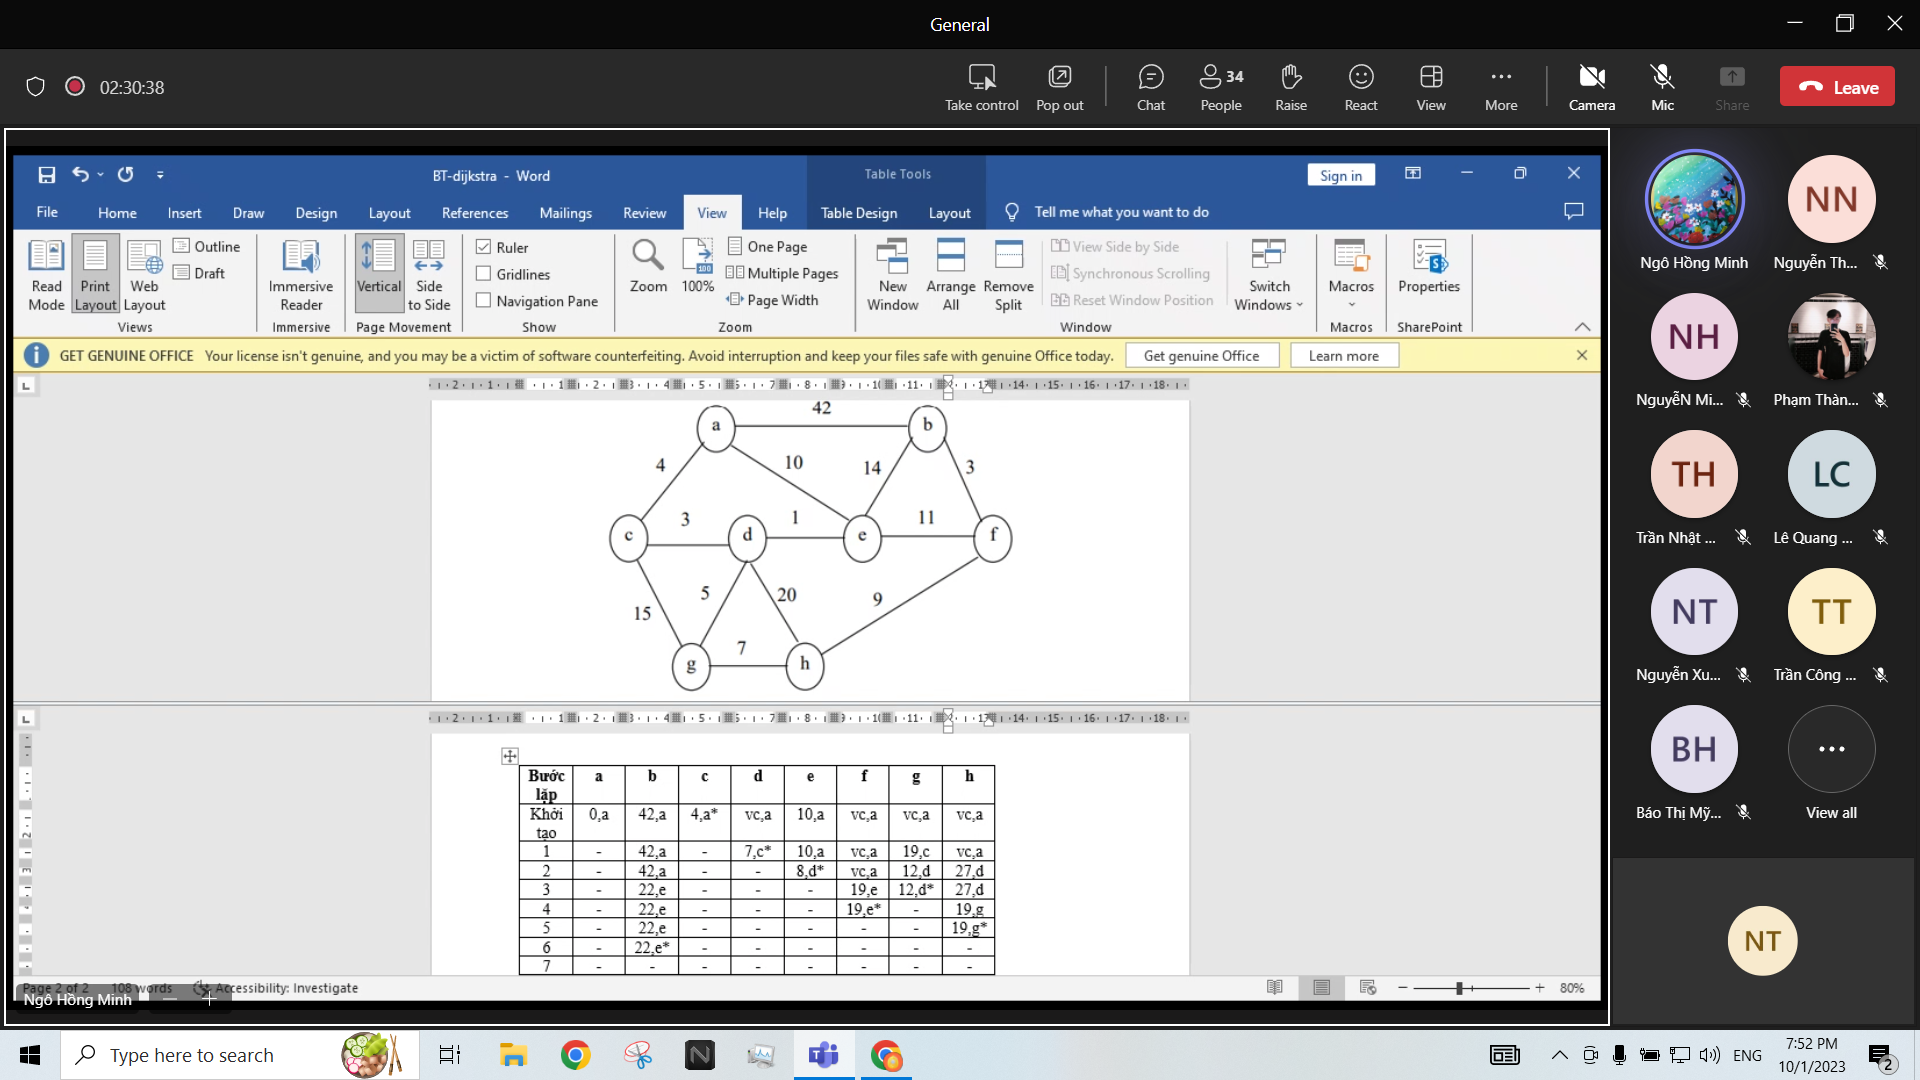 General
02:30:38
Take control
Pop out
Chat
34
People
Raise
React
View
More
Camera
Mic
Share
Leave
BT-dijkstra - Word
Table Tools
Sign in
File Home Insert Draw Design Layout References Mailings Review View Help Table Design Layout Tell me what you want to do
Read Mode
Print Layout
Web Layout
Outline
Draft
Views
Immersive Reader
Immersive
Vertical
Side to Side
Page Movement
Ruler
Gridlines
Navigation Pane
Show
Zoom
100%
One Page
Multiple Pages
Page Width
Zoom
New Window
Arrange All
Remove Split
View Side by Side
Synchronous Scrolling
Reset Window Position
Window
Switch Windows
Macros
Macros
Properties
SharePoint
GET GENUINE OFFICE Your license isn't genuine, and you may be a victim of software counterfeiting. Avoid interruption and keep your files safe with genuine Office today. Get genuine Office Learn more
42
a b
4 10 14 3
3 1 11
c d e f
15 5 20 9
7
g h
Bước lặp a b c d e f g h
Khởi tạo 0,a 42,a 4,a* vc,a 10,a vc,a vc,a vc,a
1 - 42,a - 7,c* 10,a vc,a 19,c vc,a
2 - 42,a - - 8,d* vc,a 12,d 27,d
3 - 22,e - - - 19,e 12,d* 27,d
4 - 22,e - - - 19,e* - 19,g
5 - 22,e - - - - - 19,g*
6 - 22,e* - - - - - -
7 - - - - - - - -
Page 2 of 2 108 words Accessibility: Investigate
80%
Ngô Hồng Minh
Ngô Hồng Minh
NN
Nguyễn Th...
NH
NguyễN Mi...
Phạm Thàn...
TH
Trần Nhật ...
LC
Lê Quang ...
NT
Nguyễn Xu...
TT
Trần Công ...
BH
Báo Thị Mỹ...
View all
NT
Type here to search
ENG
7:52 PM
10/1/2023
2